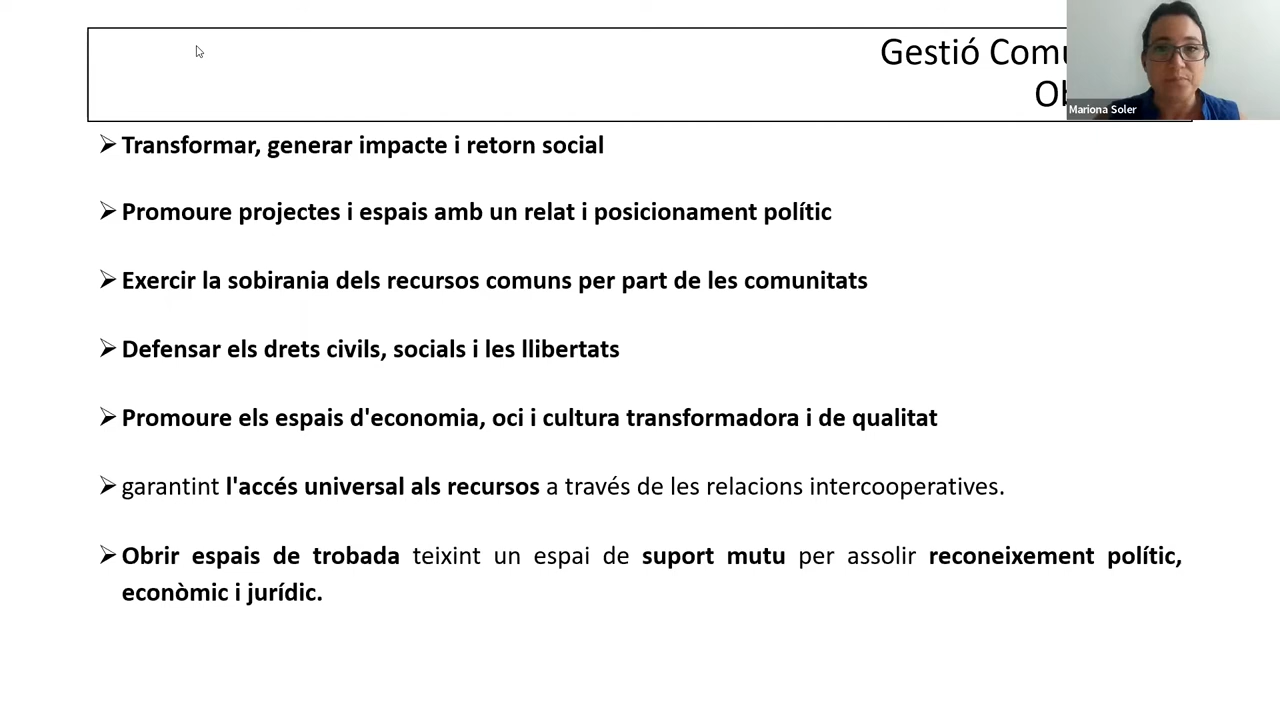 Gestió
Mariona Soler
➢ Transformar, generar impacte i retorn social
➢ Promoure projectes i espais amb un relat i posicionament polític
➢ Exercir la sobirania dels recursos comuns per part de les comunitats
➢ Defensar els drets civils, socials i les llibertats
➢ Promoure els espais d'economia, oci i cultura transformadora i de qualitat
➢ garantint l'accés universal als recursos a través de les relacions intercooperatives.
➢ Obrir espais de trobada teixint un espai de suport mutu per assolir reconeixement polític,
econòmic i jurídic.